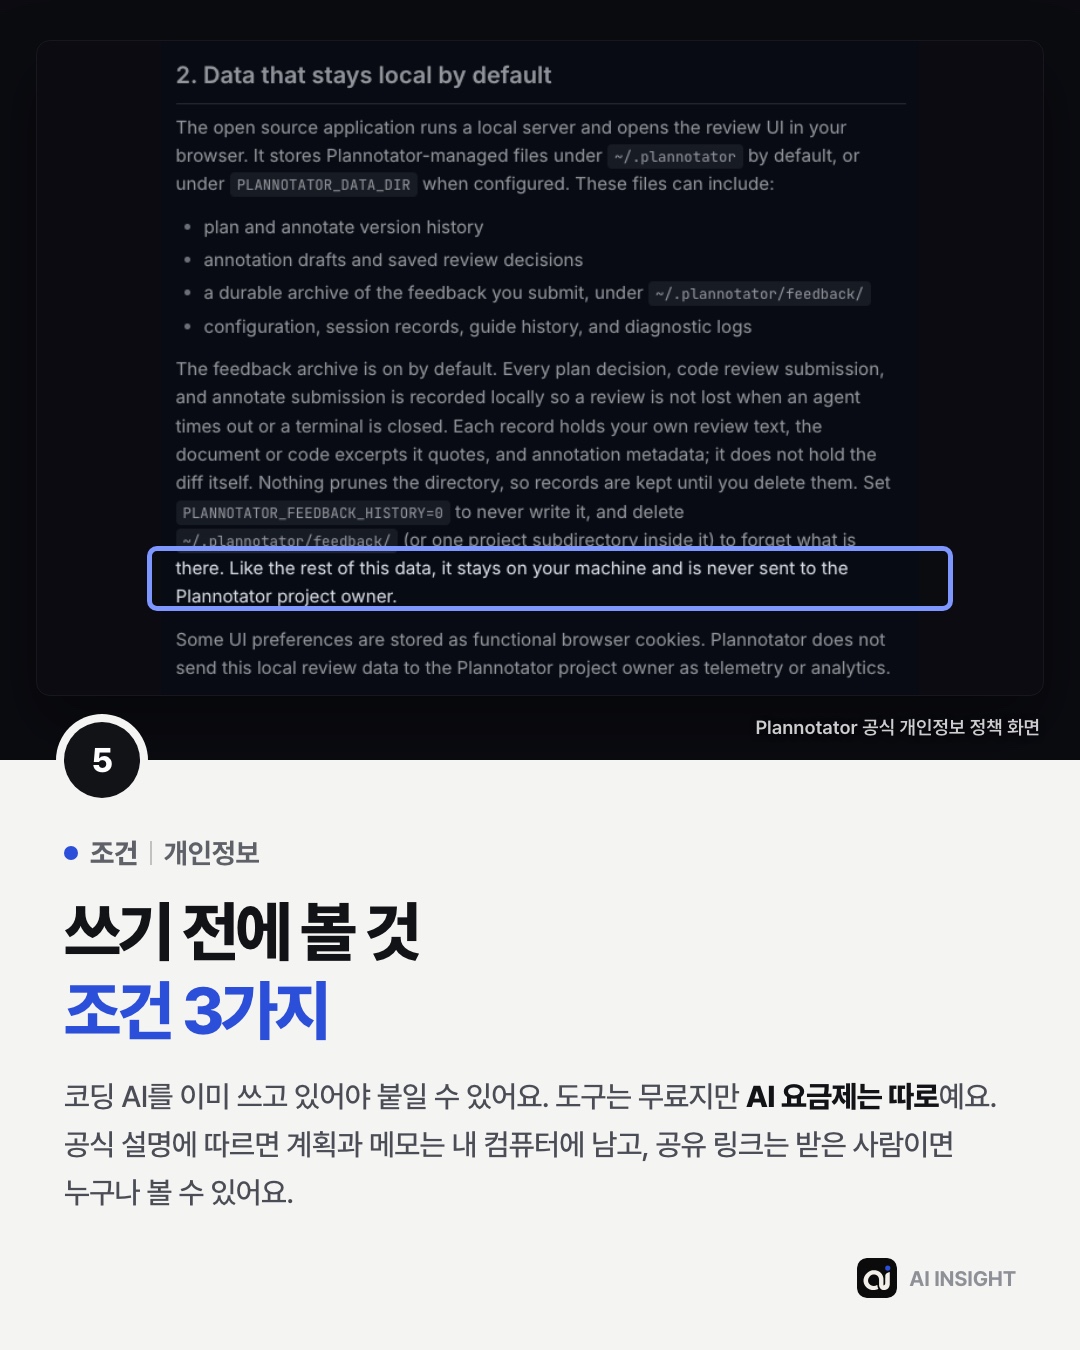 2. Data that stays local by default
The open source application runs a local server and opens the review UI in your
browser. It stores Plannotator-managed files under ~/.plannotator by default, or
under PLANNOTATOR_DATA_DIR when configured. These files can include:
• plan and annotate version history
• annotation drafts and saved review decisions
• a durable archive of the feedback you submit, under ~/.plannotator/feedback/
• configuration, session records, guide history, and diagnostic logs
The feedback archive is on by default. Every plan decision, code review submission,
and annotate submission is recorded locally so a review is not lost when an agent
times out or a terminal is closed. Each record holds your own review text, the
document or code excerpts it quotes, and annotation metadata; it does not hold the
diff itself. Nothing prunes the directory, so records are kept until you delete them. Set
PLANNOTATOR_FEEDBACK_HISTORY=0 to never write it, and delete
~/.plannotator/feedback/ (or one project subdirectory inside it) to forget what is
there. Like the rest of this data, it stays on your machine and is never sent to the
Plannotator project owner.
Some UI preferences are stored as functional browser cookies. Plannotator does not
send this local review data to the Plannotator project owner as telemetry or analytics.
Plannotator 공식 개인정보 정책 화면
5
조건 | 개인정보
쓰기 전에 볼 것
조건 3가지
코딩 AI를 이미 쓰고 있어야 붙일 수 있어요. 도구는 무료지만 AI 요금제는 따로예요.
공식 설명에 따르면 계획과 메모는 내 컴퓨터에 남고, 공유 링크는 받은 사람이면
누구나 볼 수 있어요.
ai AI INSIGHT